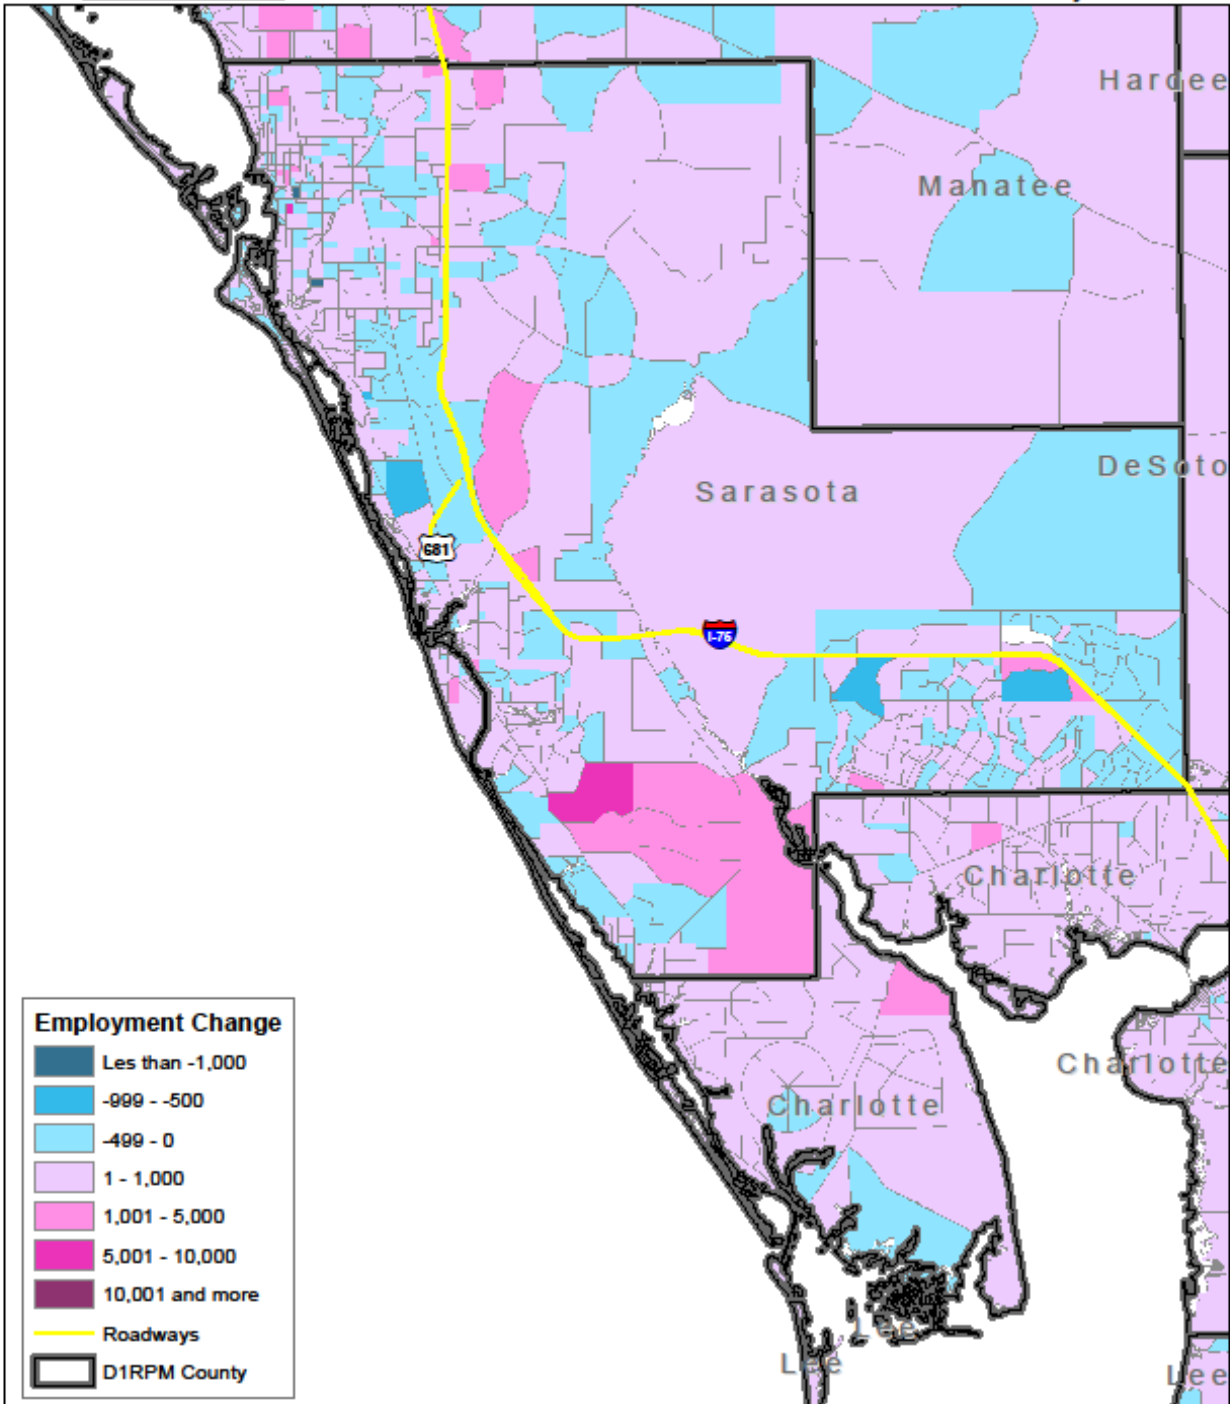 Hardee
Manatee
DeSoto
Sarasota
681
I-75
Charlotte
Charlotte
Charlotte
Lee
Lee
Lee
Employment Change
Les than -1,000
-999 - -500
-499 - 0
1 - 1,000
1,001 - 5,000
5,001 - 10,000
10,001 and more
Roadways
D1RPM County